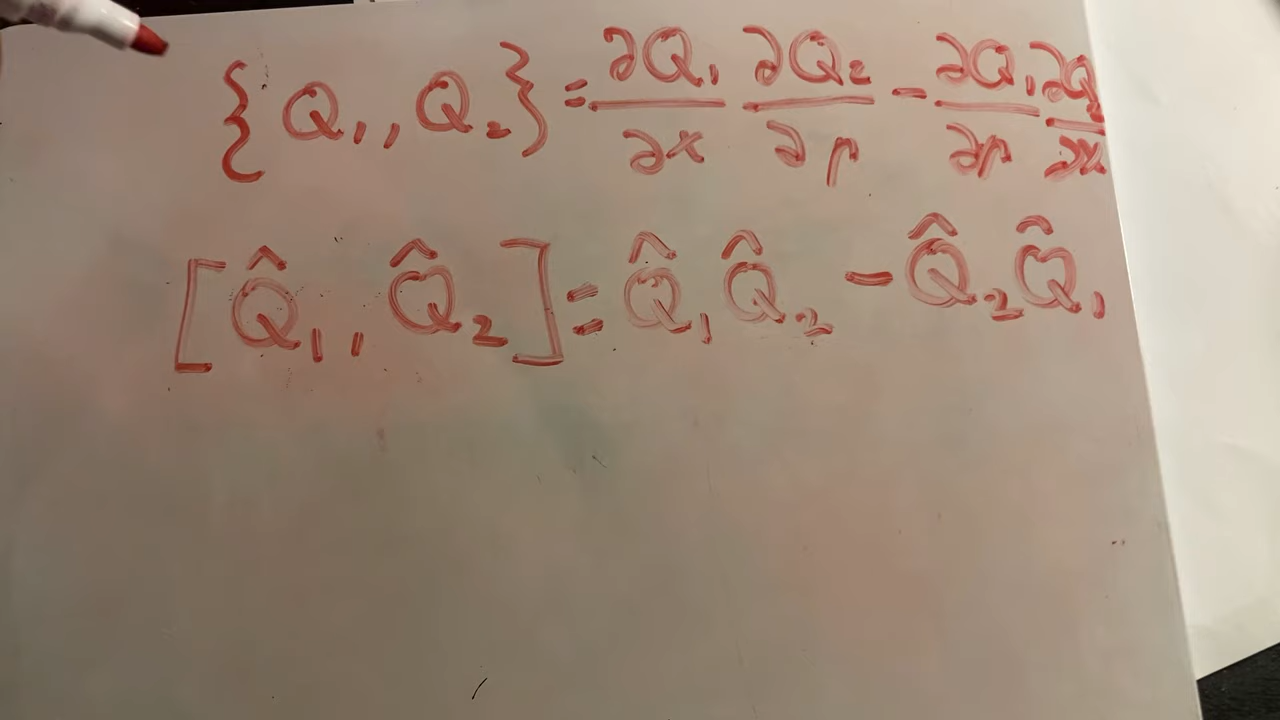 {Q₁, Q₂} = ∂Q₁/∂x ∂Q₂/∂p - ∂Q₁/∂p ∂Q₂/∂x
[Q̂₁, Q̂₂] = Q̂₁Q̂₂ - Q̂₂Q̂₁